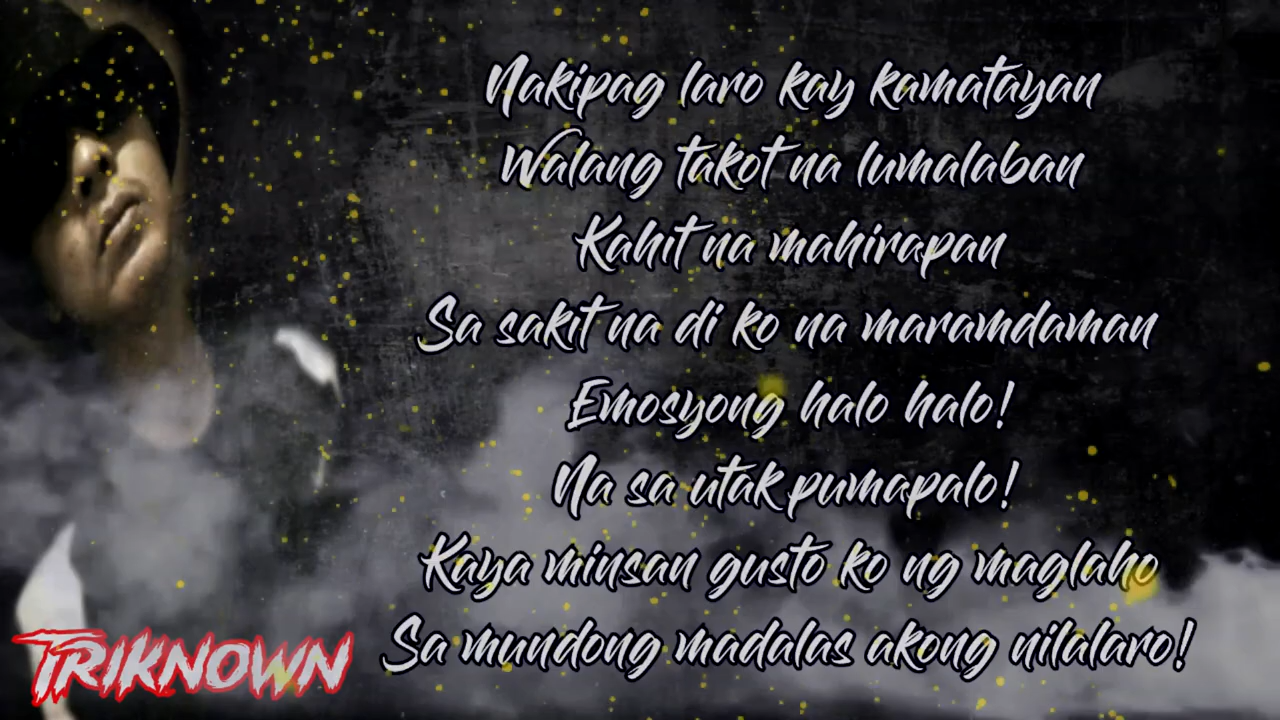 Nakipag laro kay kamatayan
Walang takot na lumalaban
Kahit na mahirapan
Sa sakit na di ko na maramdaman
Emosyong halo halo!
Na sa utak pumapalo!
Kaya minsan gusto ko ng maglaho
Sa mundong madalas akong nilalaro!
TRIKNOWN